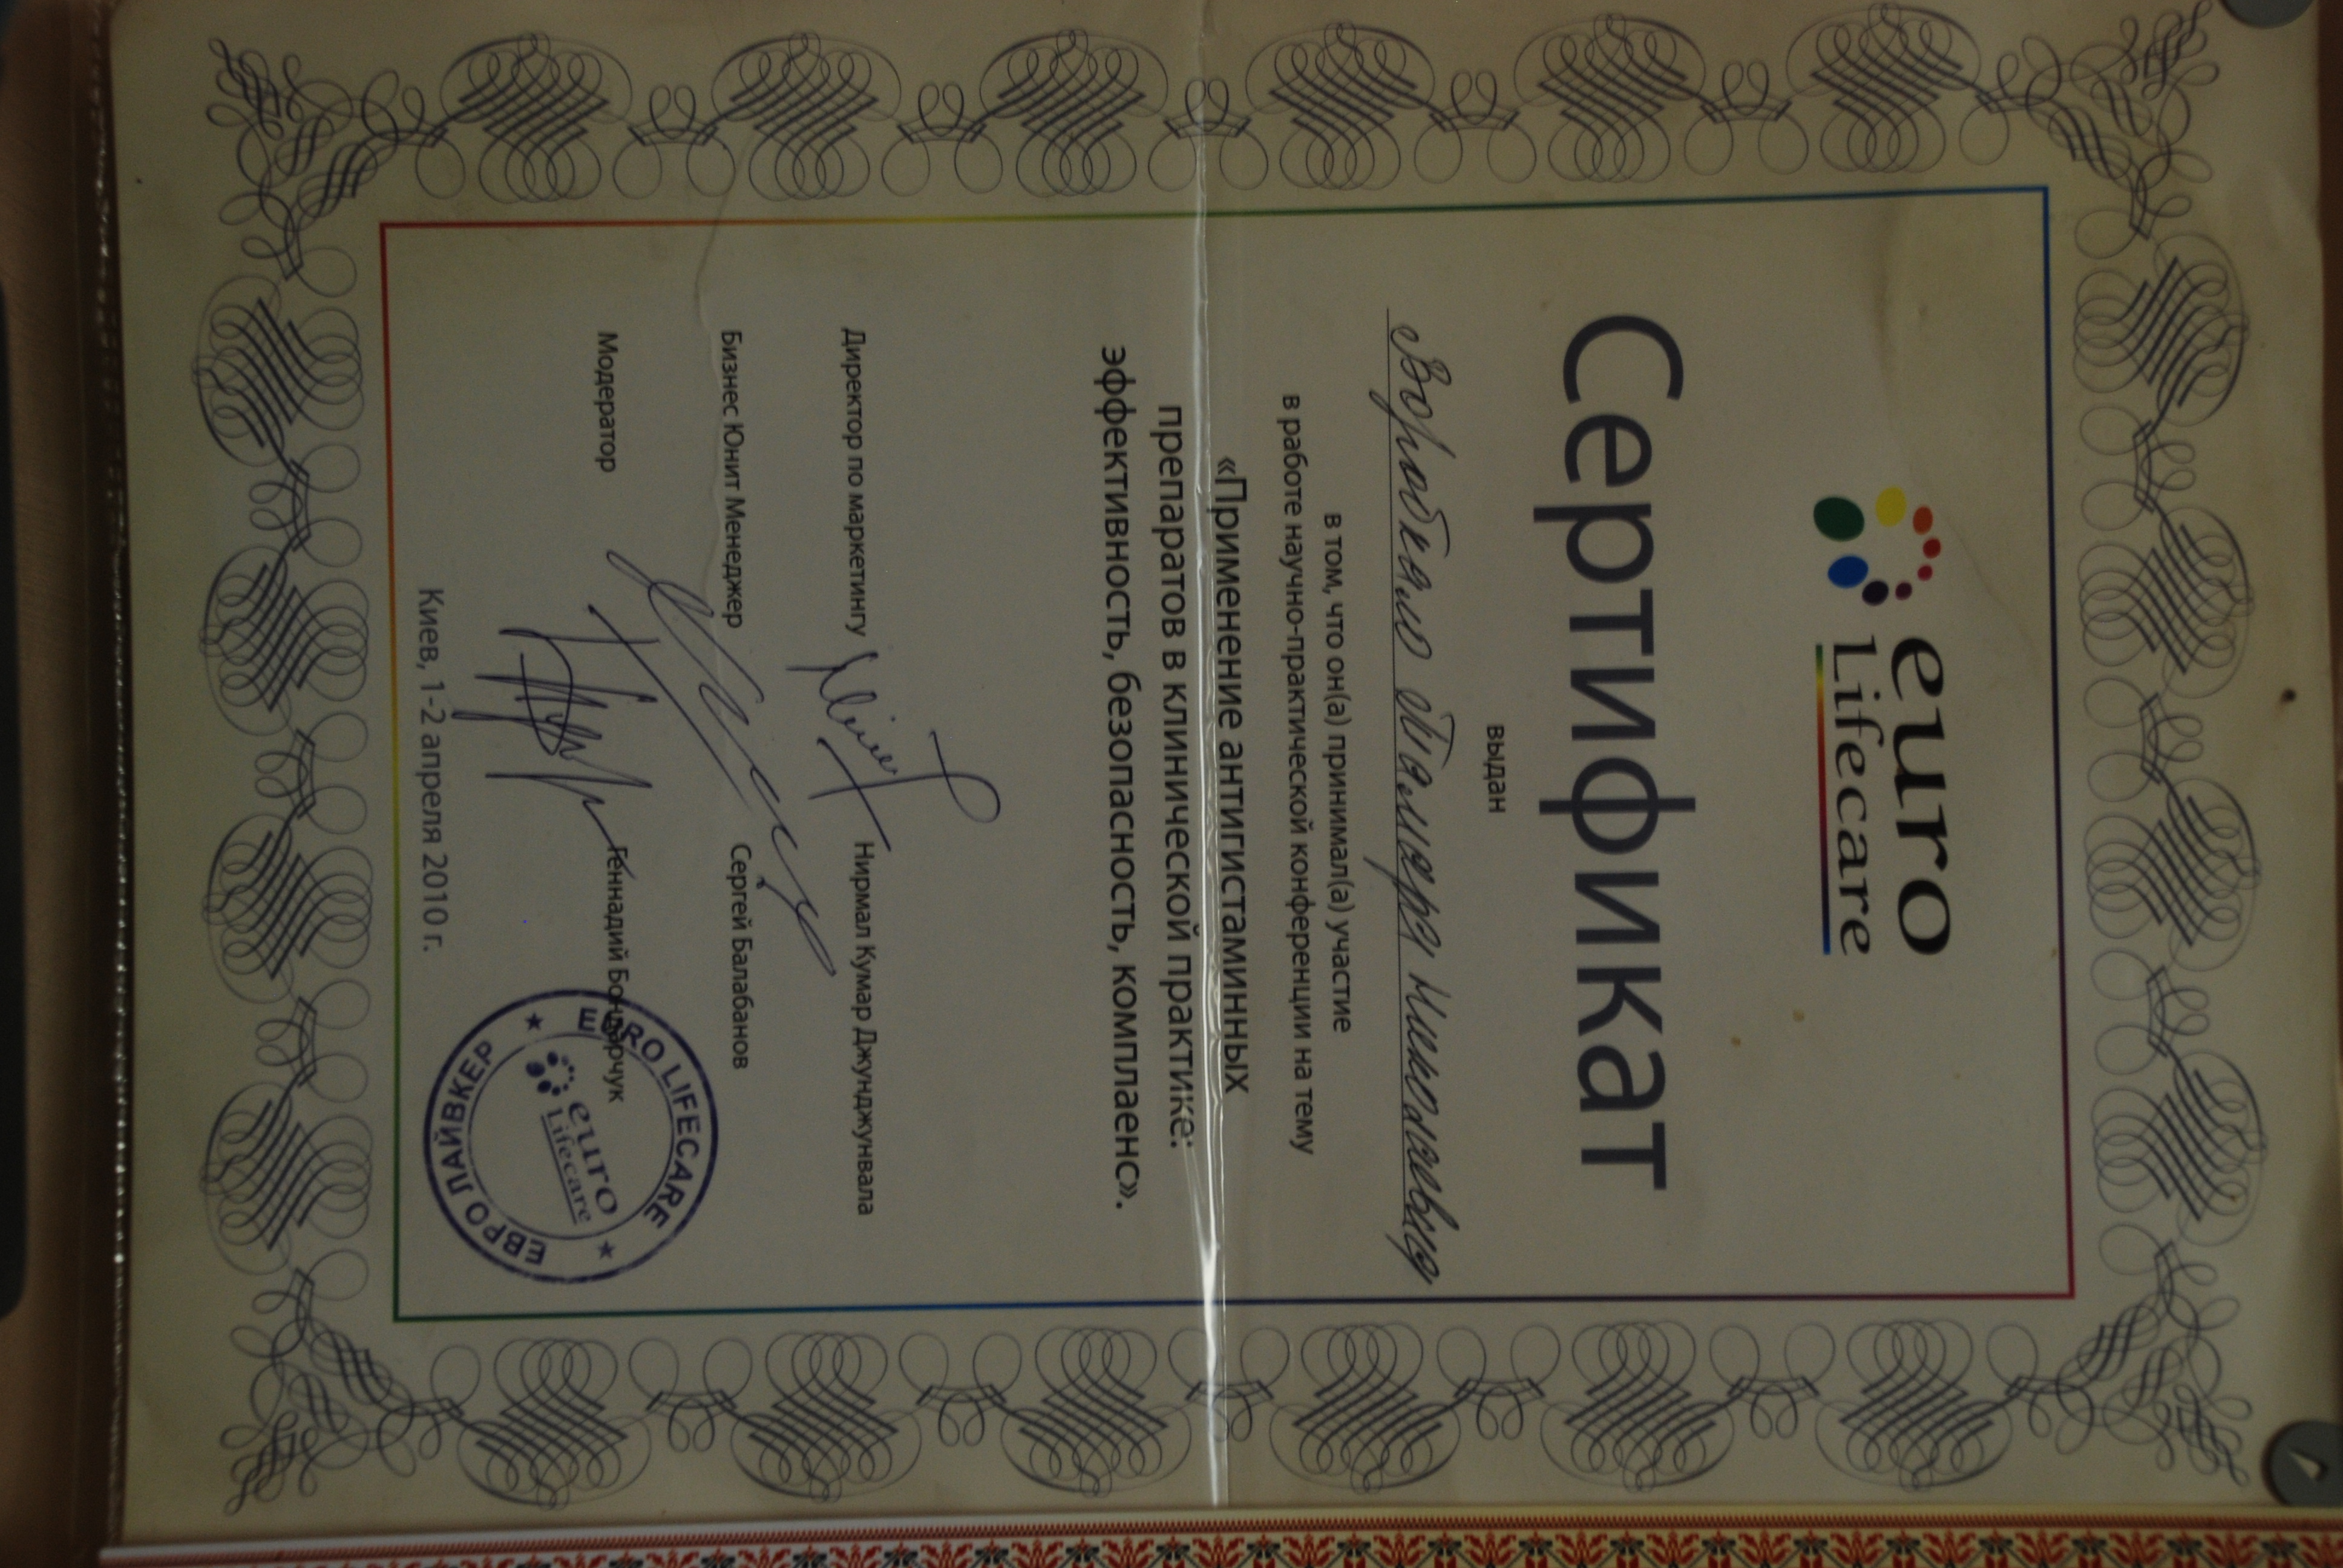 euro
Lifecare
Сертификат
выдан
Воробкало Тамара Николаевна
в том, что он(а) принимал(а) участие
в работе научно-практической конференции на тему
«Применение антигистаминных
препаратов в клинической практике:
эффективность, безопасность, комплаенс».
Директор по маркетингу Нирмал Кумар Джунджунвала
Бизнес Юнит Менеджер Сергей Балабанов
Модератор Геннадий Бондарчук
EURO LIFECARE
euro
Lifecare
ЕВРО ЛАЙВКЕР
Киев, 1-2 апреля 2010 г.